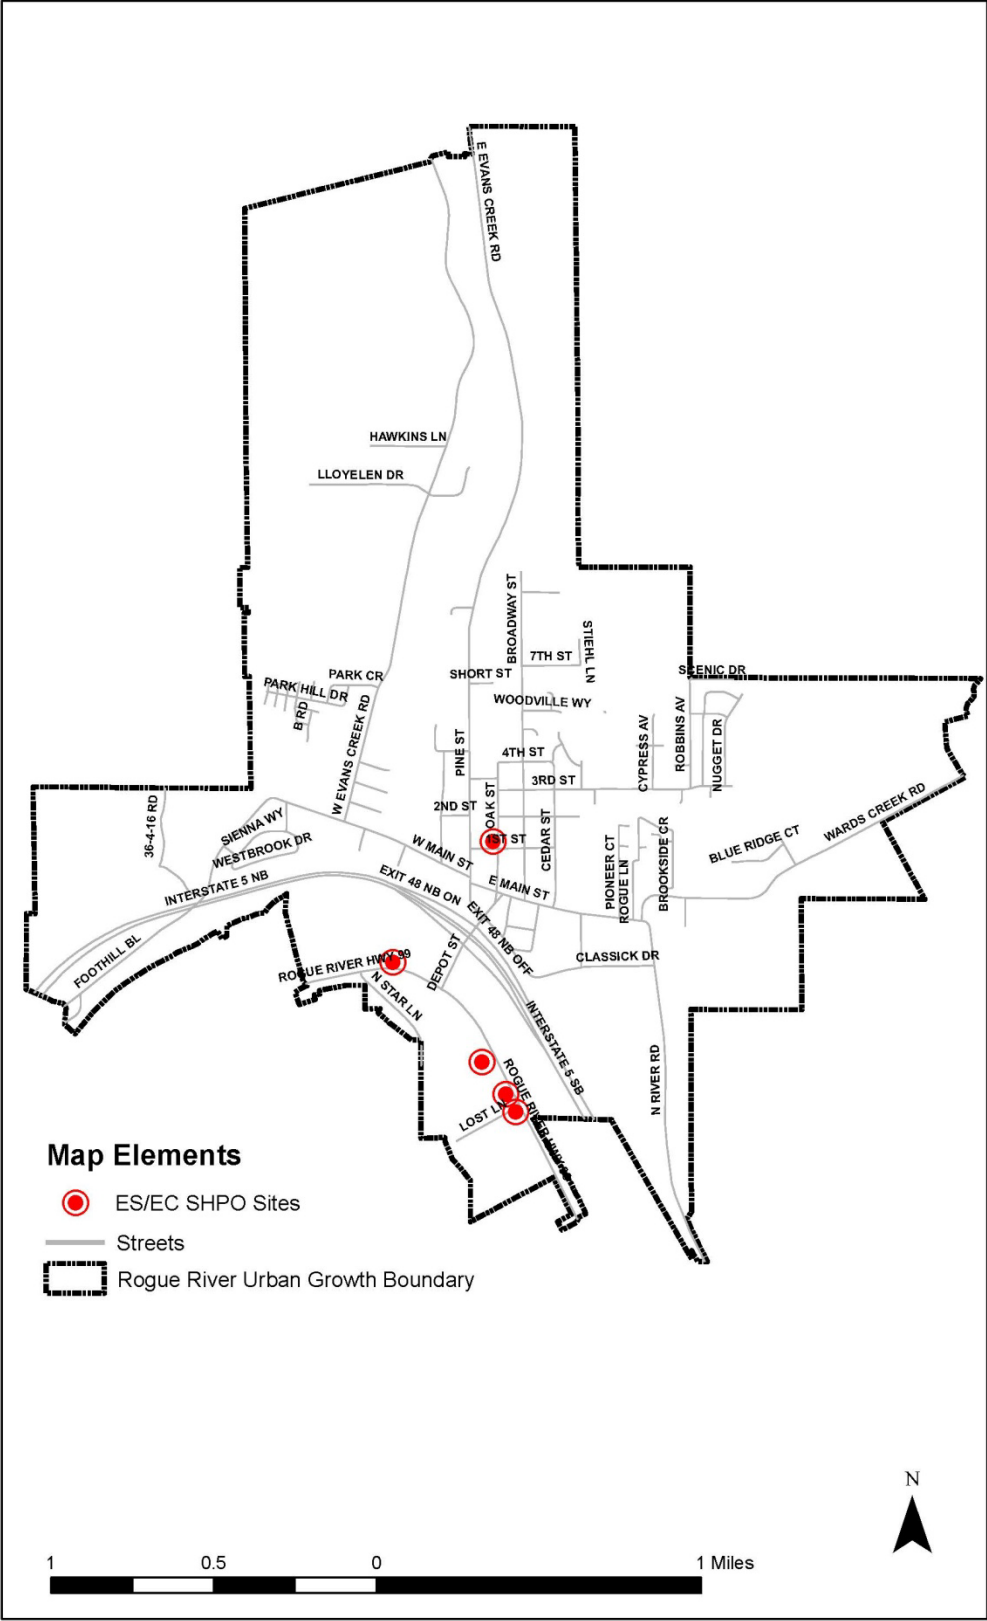 E EVANS CREEK RD
HAWKINS LN
LLOYELEN DR
BROADWAY ST
STIEHL LN
7TH ST
SHORT ST
SCENIC DR
PARK CR
PARK HILL DR
B RD
WOODVILLE WY
W EVANS CREEK RD
PINE ST
4TH ST
3RD ST
CYPRESS AV
ROBBINS AV
NUGGET DR
36-4-16 RD
SIENNA WY
WESTBROOK DR
2ND ST
OAK ST
1ST ST
CEDAR ST
W MAIN ST
E MAIN ST
PIONEER CT
ROGUE LN
BROOKSIDE CR
BLUE RIDGE CT
WARDS CREEK RD
INTERSTATE 5 NB
EXIT 48 NB ON
EXIT 48 NB OFF
FOOTHILL BL
ROGUE RIVER HWY 99
N STAR LN
DEPOT ST
CLASSICK DR
INTERSTATE 5 SB
N RIVER RD
ROGUE RIVER HWY 99
LOST LN
Map Elements
ES/EC SHPO Sites
Streets
Rogue River Urban Growth Boundary
N
1 0.5 0 1 Miles